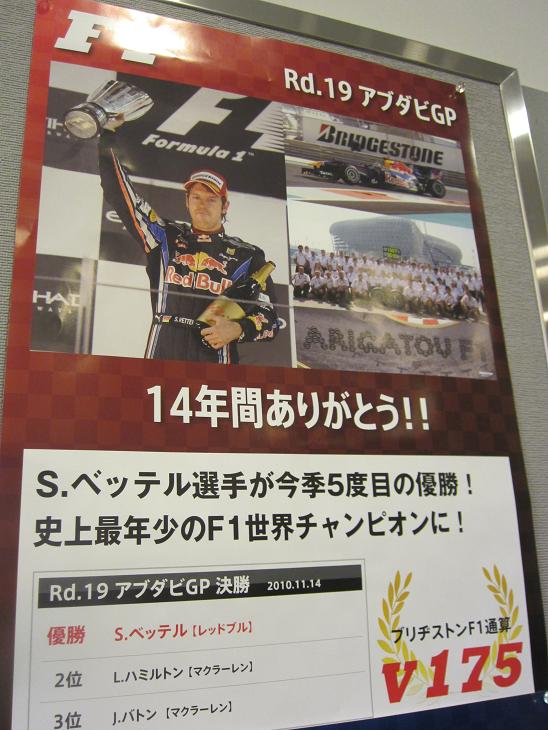 F1
Rd.19 アブダビGP
F1
Formula 1
BRIDGESTONE
Red Bull
S.VETTEL
ARIGATOU F1
14年間ありがとう!!
S.ベッテル選手が今季5度目の優勝!
史上最年少のF1世界チャンピオンに!
Rd.19 アブダビGP 決勝 2010.11.14
優勝 S.ベッテル【レッドブル】
2位 L.ハミルトン【マクラーレン】
3位 J.バトン【マクラーレン】
ブリヂストンF1通算
V175